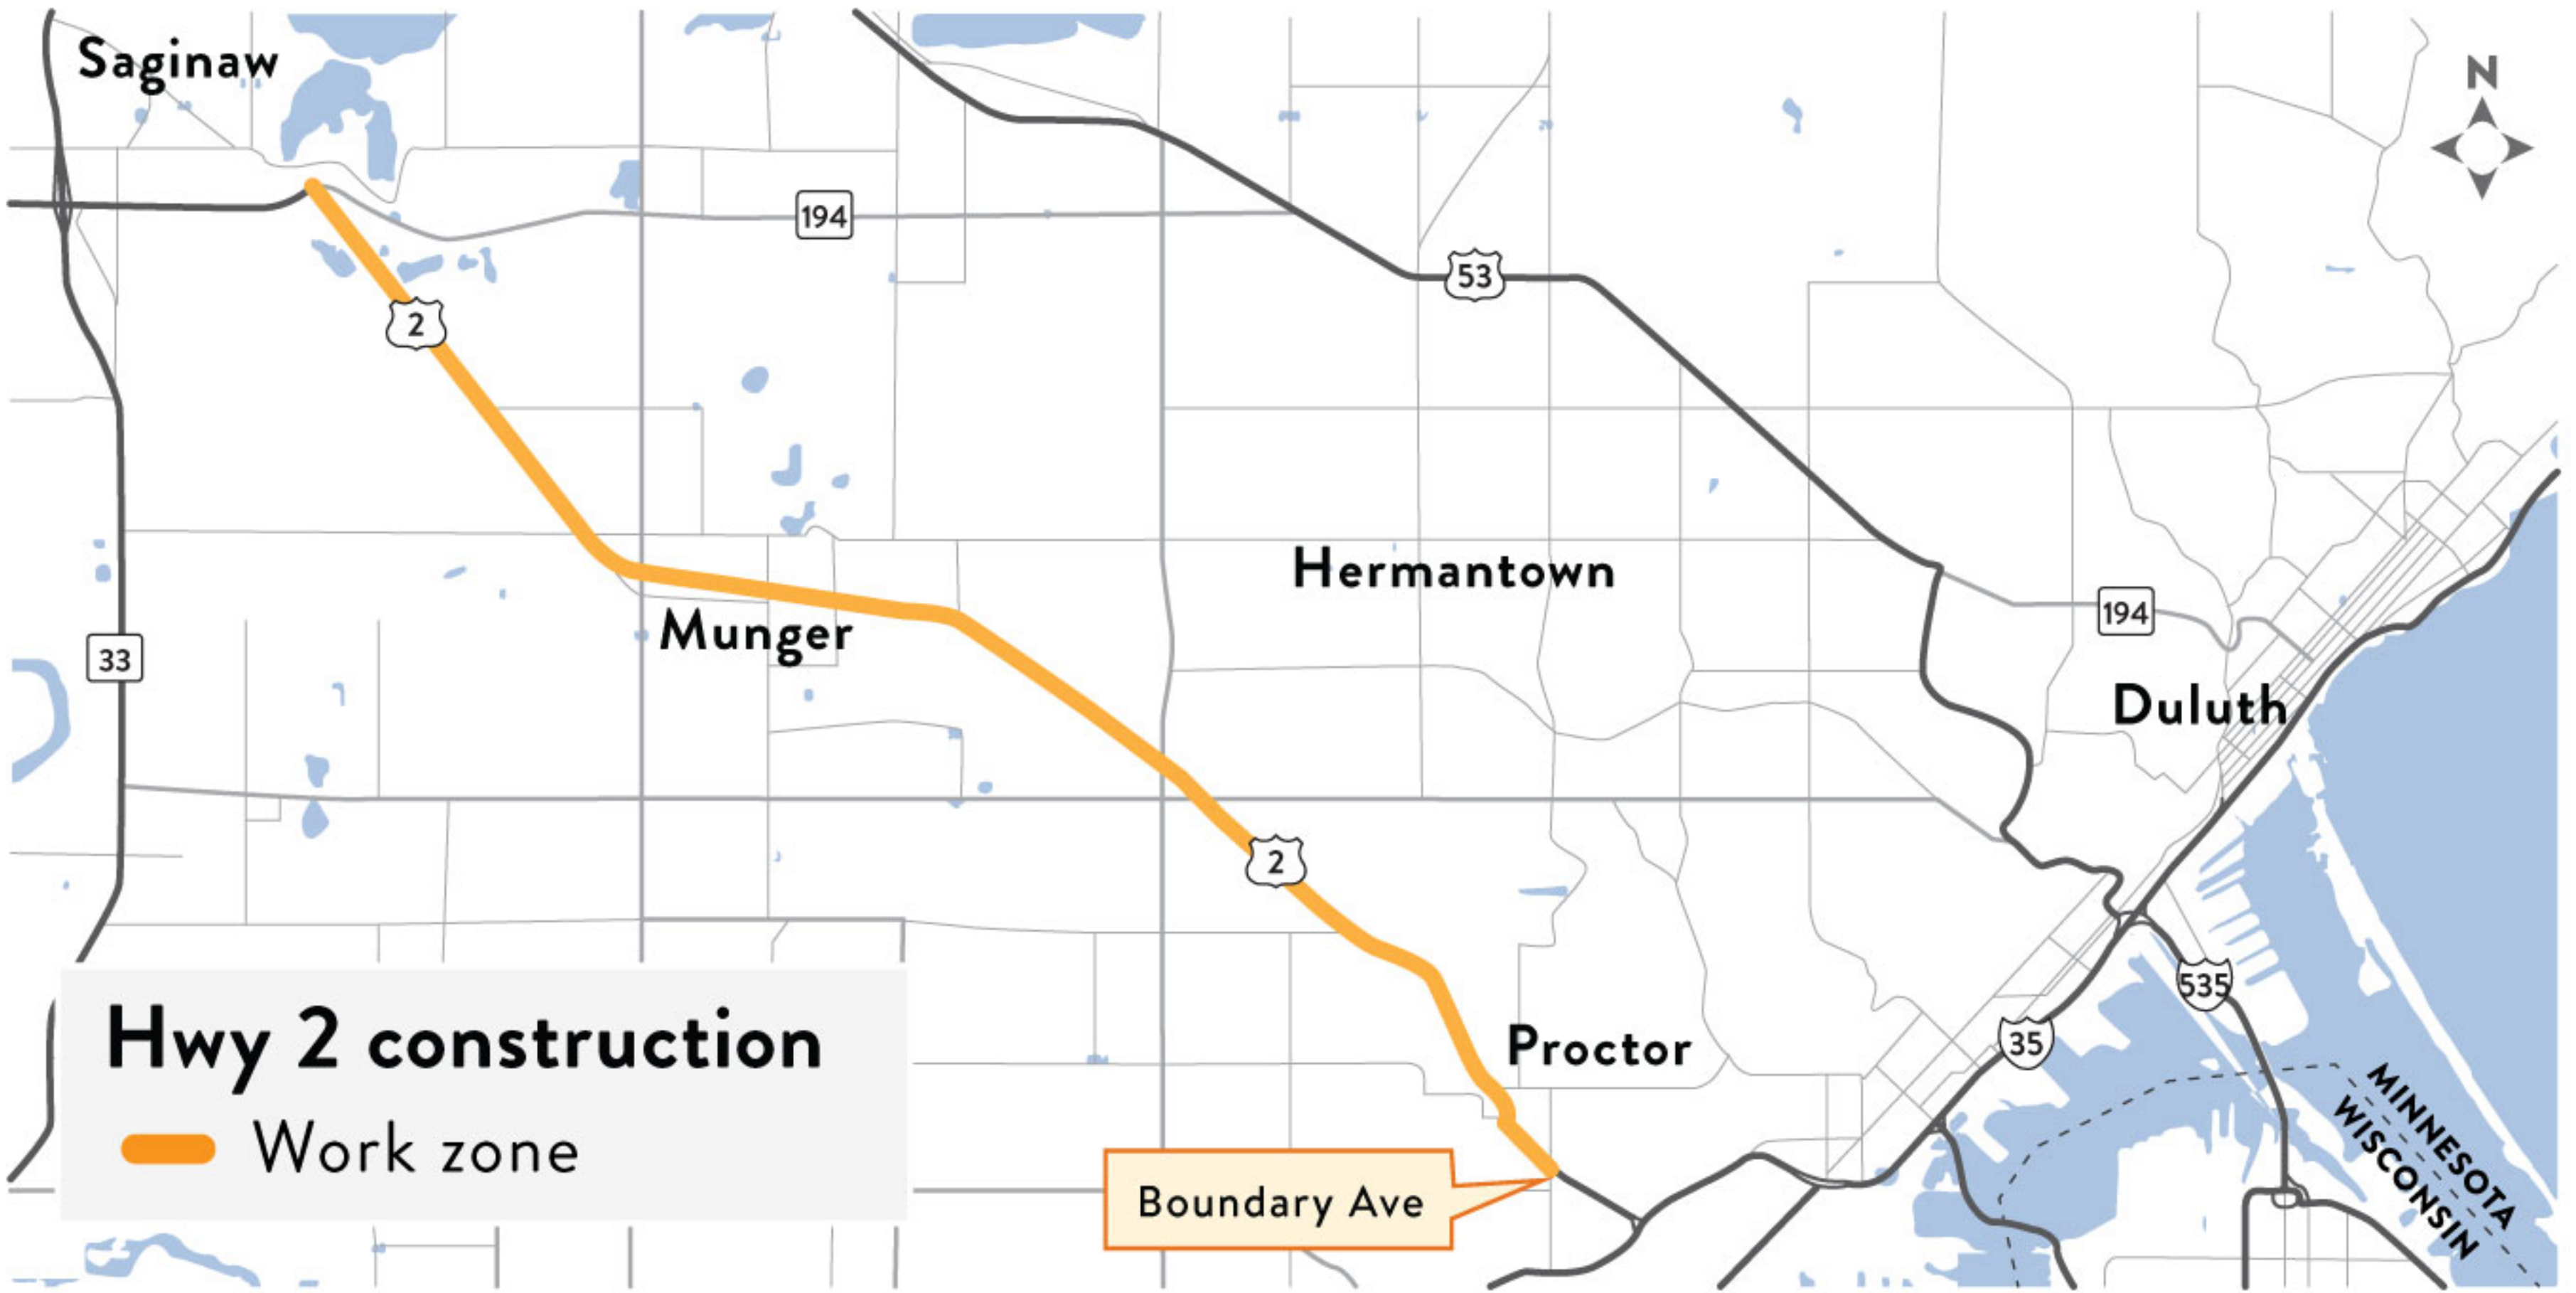 Saginaw
N
194
53
2
Hermantown
194
Munger
33
Duluth
2
535
Hwy 2 construction
35
Proctor
Work zone
MINNESOTA
WISCONSIN
Boundary Ave